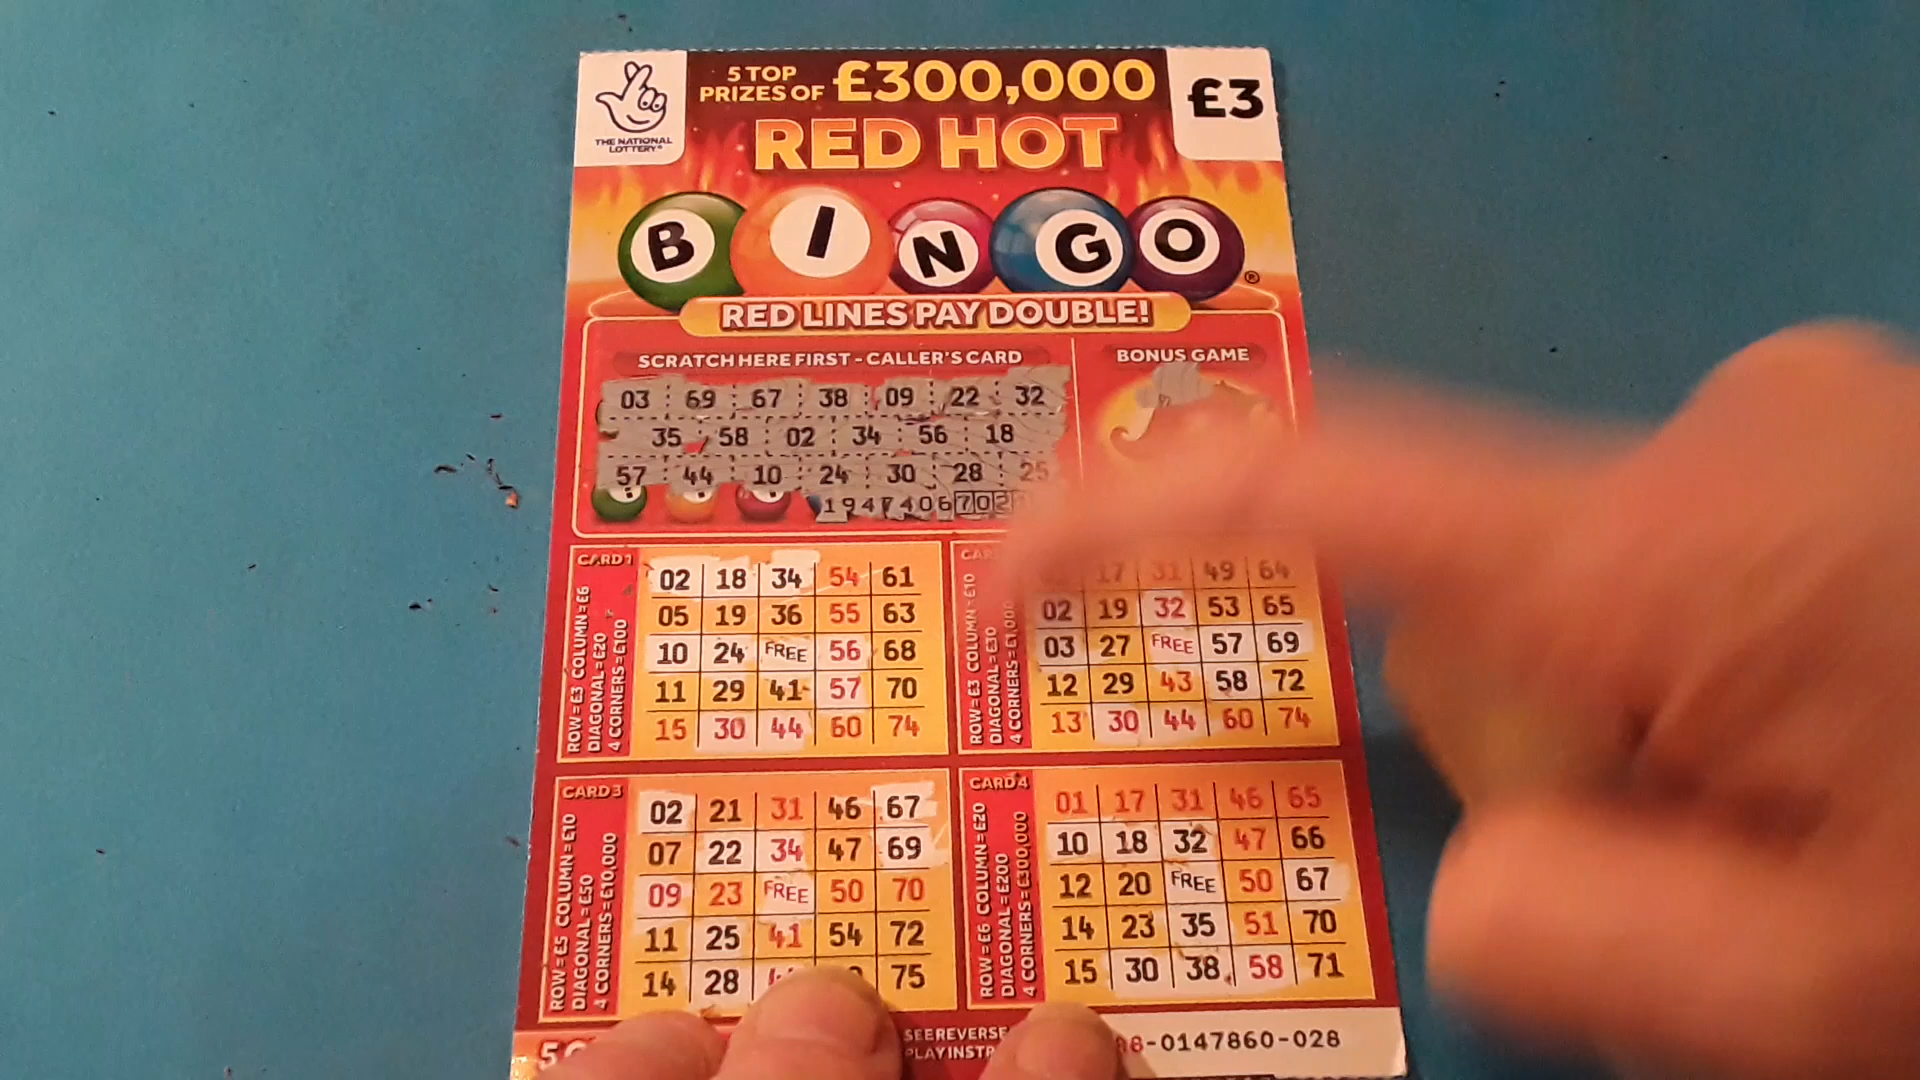 THE NATIONAL
LOTTERY®
5 TOP
PRIZES OF £300,000
£3
RED HOT
BINGO®
RED LINES PAY DOUBLE!
SCRATCH HERE FIRST - CALLER'S CARD
BONUS GAME
03 69 67 38 09 22 32
35 58 02 34 56 18
57 44 10 24 30 28 25
1947406702
CARD 1
ROW = £3 COLUMN = £6
DIAGONAL = £20
4 CORNERS = £100
02 18 34 54 61
05 19 36 55 63
10 24 FREE 56 68
11 29 41 57 70
15 30 44 60 74
ROW = £3 COLUMN = £10
DIAGONAL = £30
17 31 49 64
02 19 32 53 65
03 27 FREE 57 69
12 29 43 58 72
13 30 44 60 74
CARD 3
ROW = £5 COLUMN = £10
DIAGONAL = £50
4 CORNERS = £10,000
02 21 31 46 67
07 22 34 47 69
09 23 FREE 50 70
11 25 41 54 72
14 28 75
CARD 4
ROW = £6 COLUMN = £20
DIAGONAL = £200
4 CORNERS = £300,000
01 17 31 46 65
10 18 32 47 66
12 20 FREE 50 67
14 23 35 51 70
15 30 38 58 71
SEE REVERSE
8-0147860-028